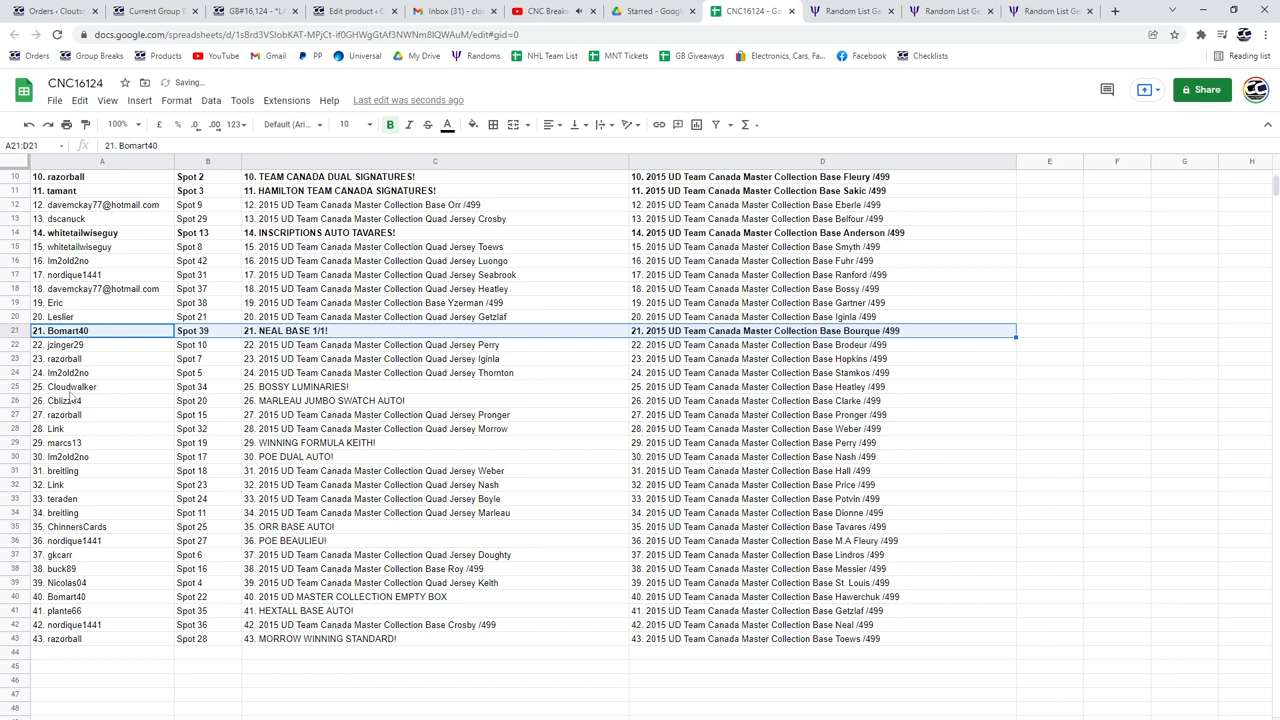 Orders ‹ Clouts
Current Group
GB#16,124 - *LA
Edit product ‹ C
Inbox (31) - clo
CNC Breaks
Starred - Google
CNC16124 - Go
Random List Ge
Random List Ge
Random List Ge
docs.google.com/spreadsheets/d/
/edit#gid=0
Orders Group Breaks Products YouTube Gmail PP Universal My Drive Randoms NHL Team List MNT Tickets GB Giveaways Electronics, Cars, Fa... Facebook Checklists Reading list
CNC16124 Saving...
File Edit View Insert Format Data Tools Extensions Help Last edit was seconds ago
Share
100% £ % .0 .00 123 Default (Ari... 10 B I S A Σ
A21:D21 fx 21. Bomart40
A B C D E F G H
10 10. razorball Spot 2 10. TEAM CANADA DUAL SIGNATURES! 10. 2015 UD Team Canada Master Collection Base Fleury /499
11 11. tamant Spot 3 11. HAMILTON TEAM CANADA SIGNATURES! 11. 2015 UD Team Canada Master Collection Base Sakic /499
12 12. davemckay77@hotmail.com Spot 9 12. 2015 UD Team Canada Master Collection Base Orr /499 12. 2015 UD Team Canada Master Collection Base Eberle /499
13 13. dscanuck Spot 29 13. 2015 UD Team Canada Master Collection Quad Jersey Crosby 13. 2015 UD Team Canada Master Collection Base Belfour /499
14 14. whitetailwiseguy Spot 13 14. INSCRIPTIONS AUTO TAVARES! 14. 2015 UD Team Canada Master Collection Base Anderson /499
15 15. whitetailwiseguy Spot 8 15. 2015 UD Team Canada Master Collection Quad Jersey Toews 15. 2015 UD Team Canada Master Collection Base Smyth /499
16 16. Im2old2no Spot 42 16. 2015 UD Team Canada Master Collection Quad Jersey Luongo 16. 2015 UD Team Canada Master Collection Base Fuhr /499
17 17. nordique1441 Spot 31 17. 2015 UD Team Canada Master Collection Quad Jersey Seabrook 17. 2015 UD Team Canada Master Collection Base Ranford /499
18 18. davemckay77@hotmail.com Spot 37 18. 2015 UD Team Canada Master Collection Quad Jersey Heatley 18. 2015 UD Team Canada Master Collection Base Bossy /499
19 19. Eric Spot 38 19. 2015 UD Team Canada Master Collection Base Yzerman /499 19. 2015 UD Team Canada Master Collection Base Gartner /499
20 20. Leslier Spot 21 20. 2015 UD Team Canada Master Collection Quad Jersey Getzlaf 20. 2015 UD Team Canada Master Collection Base Iginla /499
21 21. Bomart40 Spot 39 21. NEAL BASE 1/1! 21. 2015 UD Team Canada Master Collection Base Bourque /499
22 22. jzinger29 Spot 10 22. 2015 UD Team Canada Master Collection Quad Jersey Perry 22. 2015 UD Team Canada Master Collection Base Brodeur /499
23 23. razorball Spot 7 23. 2015 UD Team Canada Master Collection Quad Jersey Iginla 23. 2015 UD Team Canada Master Collection Base Hopkins /499
24 24. Im2old2no Spot 5 24. 2015 UD Team Canada Master Collection Quad Jersey Thornton 24. 2015 UD Team Canada Master Collection Base Stamkos /499
25 25. Cloudwalker Spot 34 25. BOSSY LUMINARIES! 25. 2015 UD Team Canada Master Collection Base Heatley /499
26 26. Spot 20 26. MARLEAU JUMBO SWATCH AUTO! 26. 2015 UD Team Canada Master Collection Base Clarke /499
27 27. razorball Spot 15 27. 2015 UD Team Canada Master Collection Quad Jersey Pronger 27. 2015 UD Team Canada Master Collection Base Pronger /499
28 28. Link Spot 32 28. 2015 UD Team Canada Master Collection Quad Jersey Morrow 28. 2015 UD Team Canada Master Collection Base Weber /499
29 29. marcs13 Spot 19 29. WINNING FORMULA KEITH! 29. 2015 UD Team Canada Master Collection Base Perry /499
30 30. Im2old2no Spot 17 30. POE DUAL AUTO! 30. 2015 UD Team Canada Master Collection Base Nash /499
31 31. breitling Spot 18 31. 2015 UD Team Canada Master Collection Quad Jersey Weber 31. 2015 UD Team Canada Master Collection Base Hall /499
32 32. Link Spot 23 32. 2015 UD Team Canada Master Collection Quad Jersey Nash 32. 2015 UD Team Canada Master Collection Base Price /499
33 33. teraden Spot 24 33. 2015 UD Team Canada Master Collection Quad Jersey Boyle 33. 2015 UD Team Canada Master Collection Base Potvin /499
34 34. breitling Spot 11 34. 2015 UD Team Canada Master Collection Quad Jersey Marleau 34. 2015 UD Team Canada Master Collection Base Dionne /499
35 35. ChinnersCards Spot 25 35. ORR BASE AUTO! 35. 2015 UD Team Canada Master Collection Base Tavares /499
36 36. nordique1441 Spot 27 36. POE BEAULIEU! 36. 2015 UD Team Canada Master Collection Base M.A Fleury /499
37 37. gkcarr Spot 6 37. 2015 UD Team Canada Master Collection Quad Jersey Doughty 37. 2015 UD Team Canada Master Collection Base Lindros /499
38 38. buck89 Spot 16 38. 2015 UD Team Canada Master Collection Base Roy /499 38. 2015 UD Team Canada Master Collection Base Messier /499
39 39. Nicolas04 Spot 4 39. 2015 UD Team Canada Master Collection Quad Jersey Keith 39. 2015 UD Team Canada Master Collection Base St. Louis /499
40 40. Bomart40 Spot 22 40. 2015 UD MASTER COLLECTION EMPTY BOX 40. 2015 UD Team Canada Master Collection Base Hawerchuk /499
41 41. plante66 Spot 35 41. HEXTALL BASE AUTO! 41. 2015 UD Team Canada Master Collection Base Getzlaf /499
42 42. nordique1441 Spot 36 42. 2015 UD Team Canada Master Collection Base Crosby /499 42. 2015 UD Team Canada Master Collection Base Neal /499
43 43. razorball Spot 28 43. MORROW WINNING STANDARD! 43. 2015 UD Team Canada Master Collection Base Toews /499
44
45
46
47
48